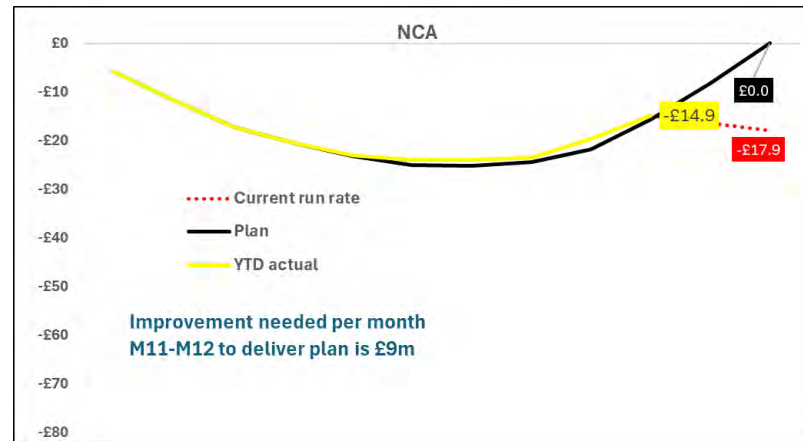 NCA
£0
-£10
-£20
-£30
-£40
-£50
-£60
-£70
-£80
£0.0
-£14.9
-£17.9
Current run rate
Plan
YTD actual
Improvement needed per month
M11-M12 to deliver plan is £9m